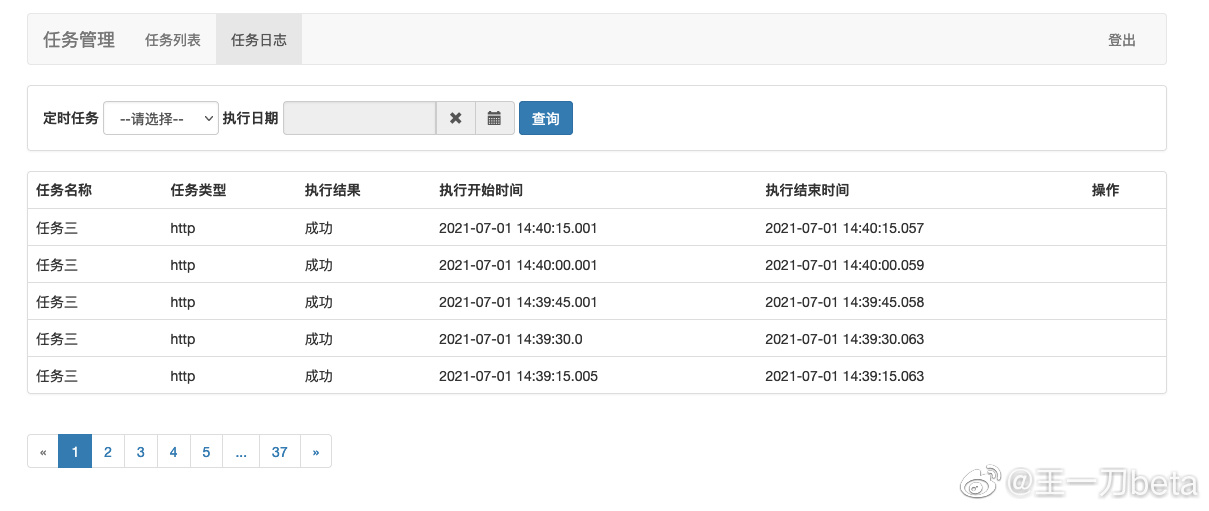 任务管理 任务列表 任务日志 登出
定时任务 --请选择-- 执行日期 查询
任务名称 任务类型 执行结果 执行开始时间 执行结束时间 操作
任务三 http 成功 2021-07-01 14:40:15.001 2021-07-01 14:40:15.057
任务三 http 成功 2021-07-01 14:40:00.001 2021-07-01 14:40:00.059
任务三 http 成功 2021-07-01 14:39:45.001 2021-07-01 14:39:45.058
任务三 http 成功 2021-07-01 14:39:30.0 2021-07-01 14:39:30.063
任务三 http 成功 2021-07-01 14:39:15.005 2021-07-01 14:39:15.063
« 1 2 3 4 5 ... 37 »
@王一刀beta